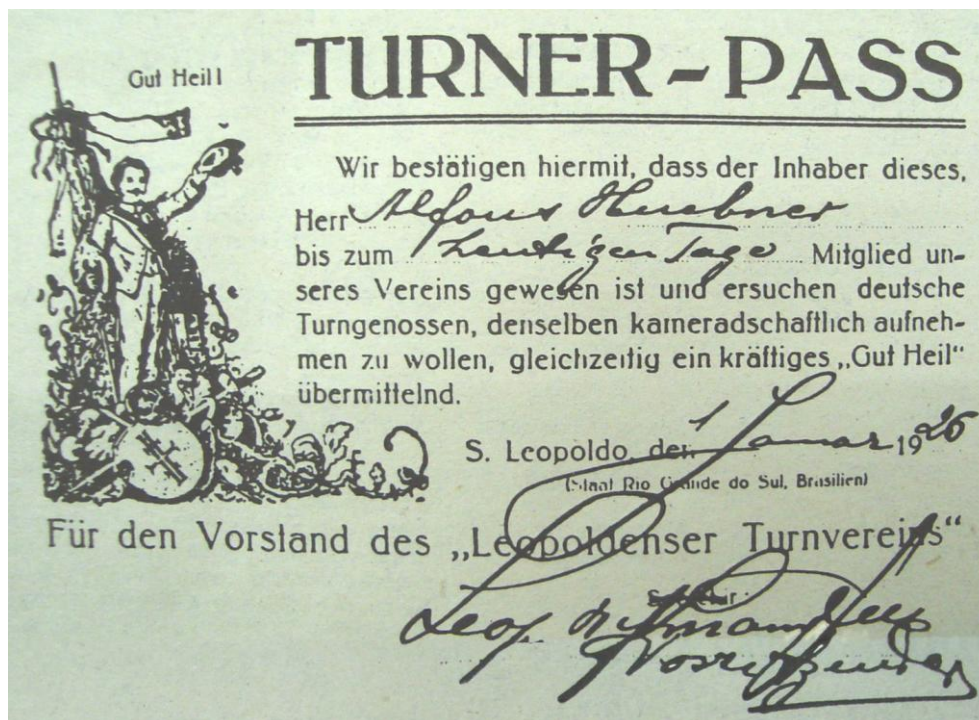 Gut Heil!
TURNER-PASS
Wir bestätigen hiermit, dass der Inhaber dieses,
Herr Alfons Huebner
bis zum heutigen Tage Mitglied un-
seres Vereins gewesen ist und ersuchen deutsche
Turngenossen, denselben kameradschaftlich aufneh-
men zu wollen, gleichzeitig ein kräftiges „Gut Heil“
übermittelnd.
S. Leopoldo, den 1 Januar 1926
(Staat Rio Grande do Sul, Brasilien)
Für den Vorstand des „Leopoldenser Turnvereins“
Leop.
Vorsitzender